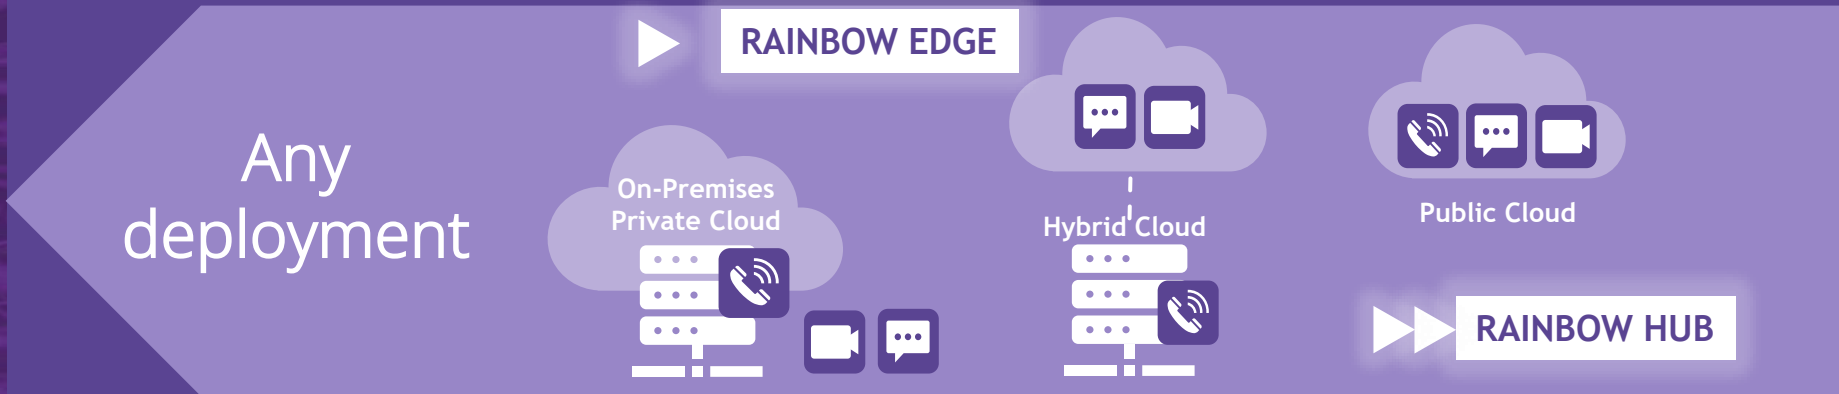 Any
deployment
RAINBOW EDGE
On-Premises
Private Cloud
Hybrid Cloud
Public Cloud
RAINBOW HUB